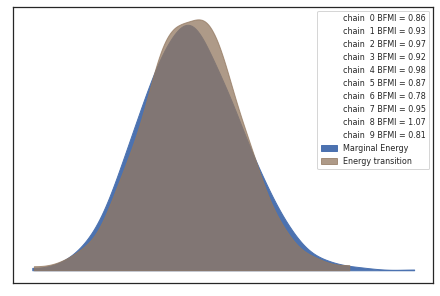 chain  0 BFMI = 0.86
chain  1 BFMI = 0.93
chain  2 BFMI = 0.97
chain  3 BFMI = 0.92
chain  4 BFMI = 0.98
chain  5 BFMI = 0.87
chain  6 BFMI = 0.78
chain  7 BFMI = 0.95
chain  8 BFMI = 1.07
chain  9 BFMI = 0.81
Marginal Energy
Energy transition